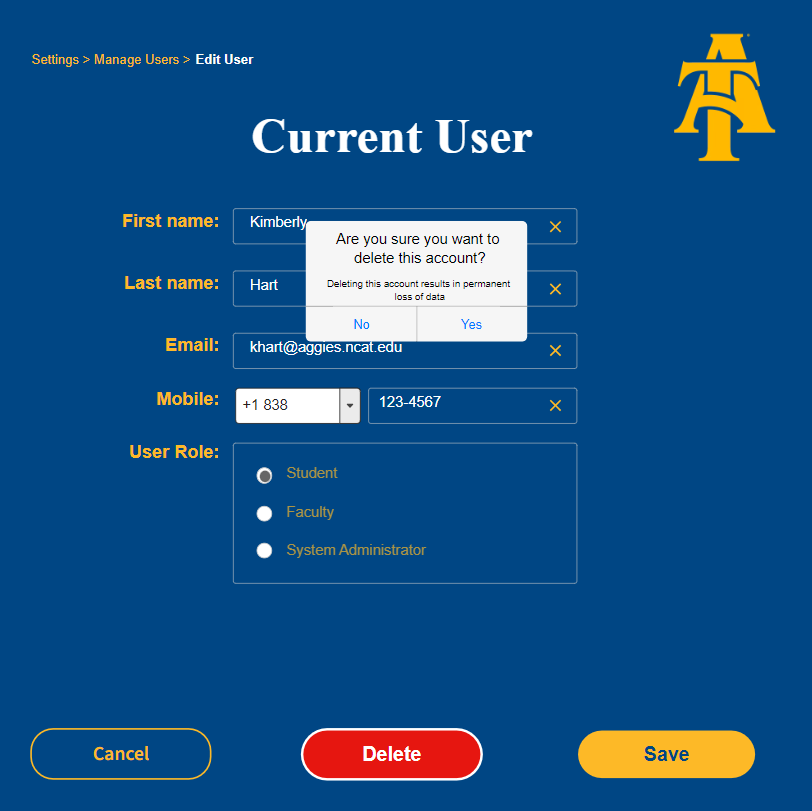 Settings > Manage Users > Edit User
Current User
First name:
Kimberly
Are you sure you want to
delete this account?
Deleting this account results in permanent
loss of data
No
Yes
Last name:
Hart
Email:
khart@aggies.ncat.edu
Mobile:
+1 838
123-4567
User Role:
Student
Faculty
System Administrator
Cancel
Delete
Save